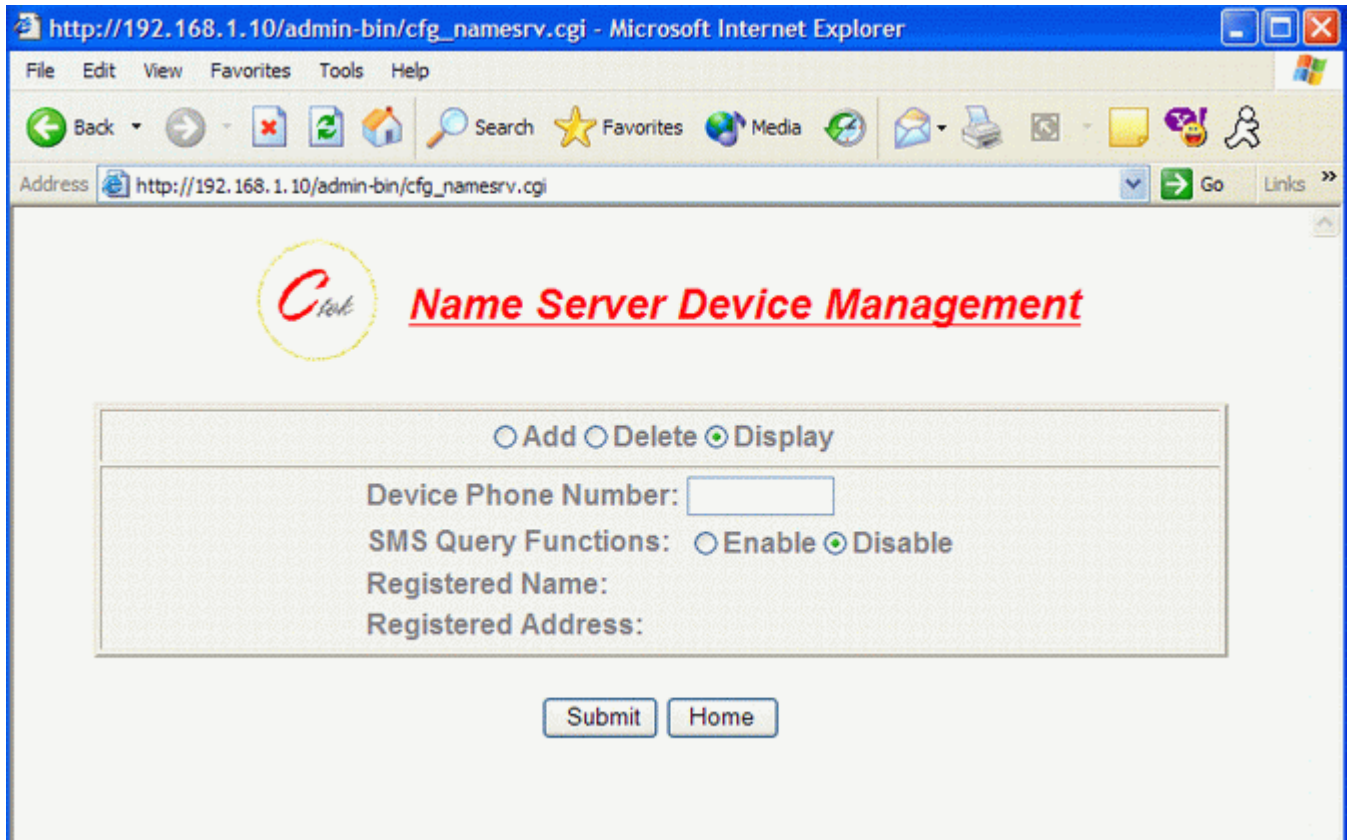 http://192.168.1.10/admin-bin/cfg_namesrv.cgi - Microsoft Internet Explorer
File Edit View Favorites Tools Help
Back Search Favorites Media
Address http://192.168.1.10/admin-bin/cfg_namesrv.cgi Go Links »
Ctek Name Server Device Management
Add Delete Display
Device Phone Number:
SMS Query Functions: Enable Disable
Registered Name:
Registered Address:
Submit Home